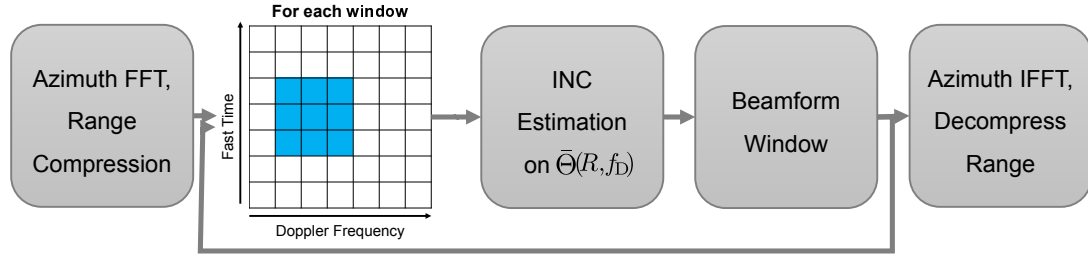 For each window
Azimuth FFT,
Range
Compression
Fast Time
Doppler Frequency
INC
Estimation
on Θ̄(R, f_D)
Beamform
Window
Azimuth IFFT,
Decompress
Range